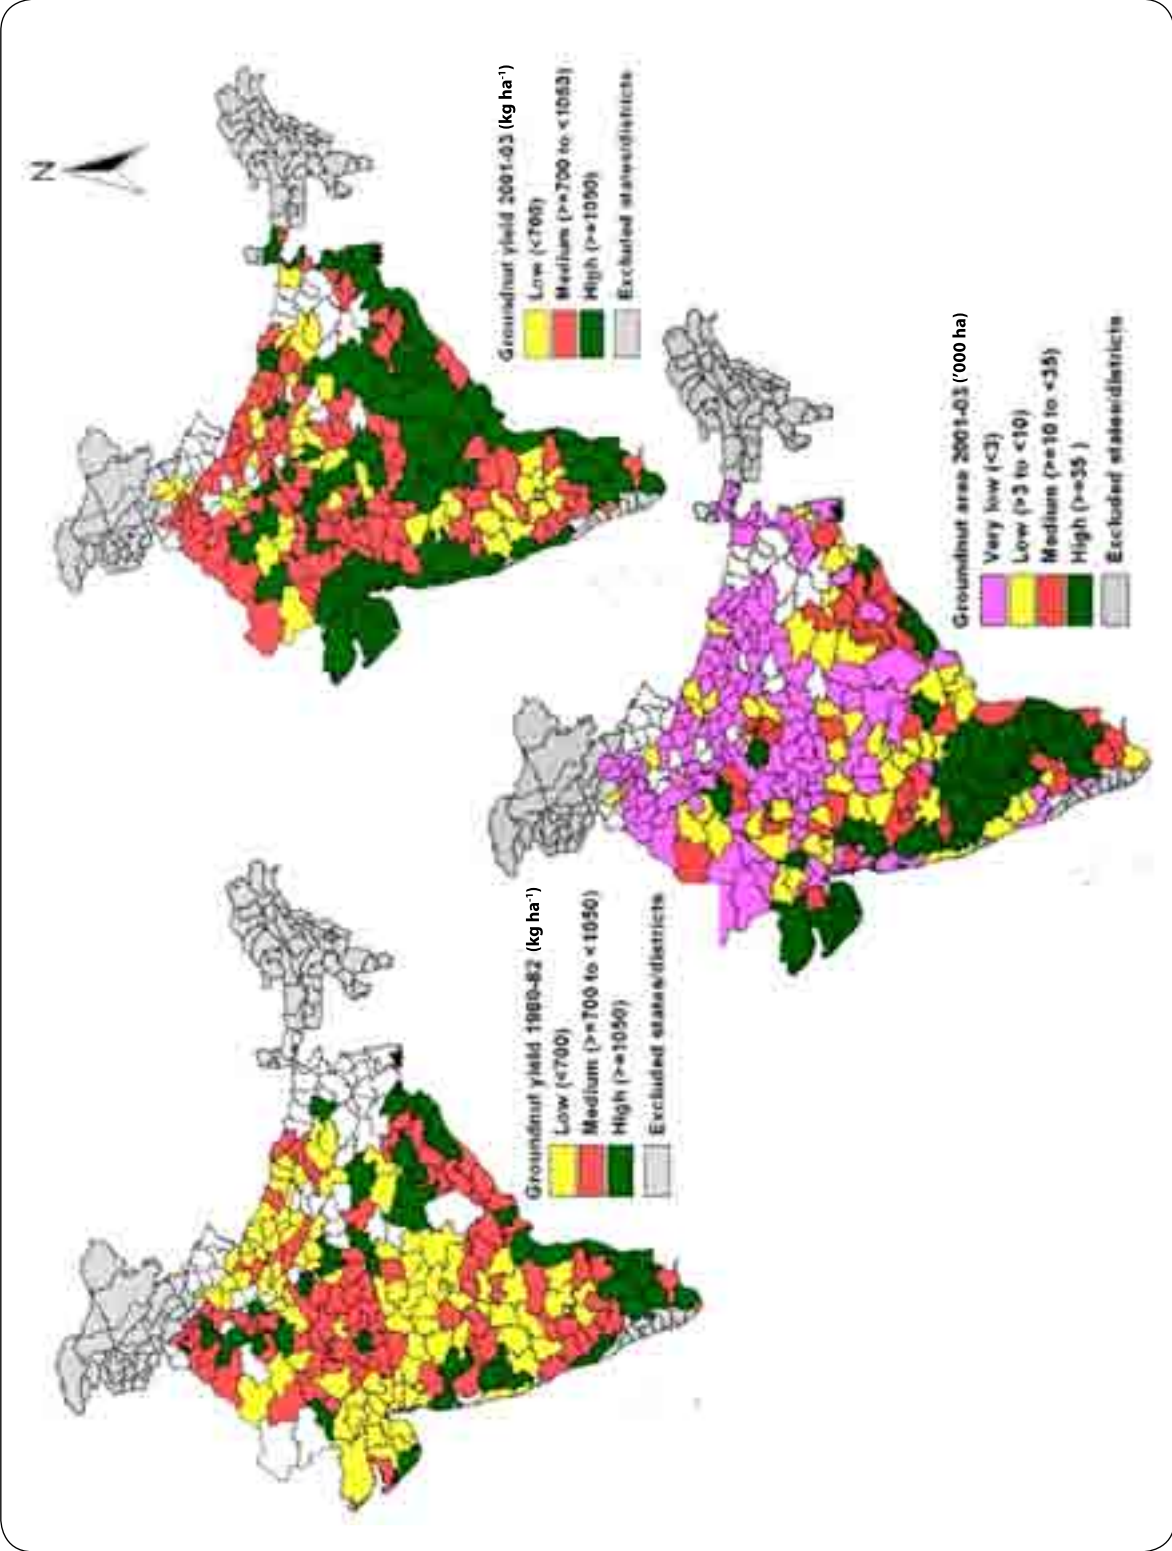 N
Groundnut yield 2001-03 (kg ha-1)
Low (<700)
Medium (>=700 to <1050)
High (>=1050)
Excluded states/districts
Groundnut yield 1980-82 (kg ha-1)
Low (<700)
Medium (>=700 to <1050)
High (>=1050)
Excluded states/districts
Groundnut area 2001-03 ('000 ha)
Very low (<3)
Low (>3 to <10)
Medium (>=10 to <35)
High (>=35 )
Excluded states/districts